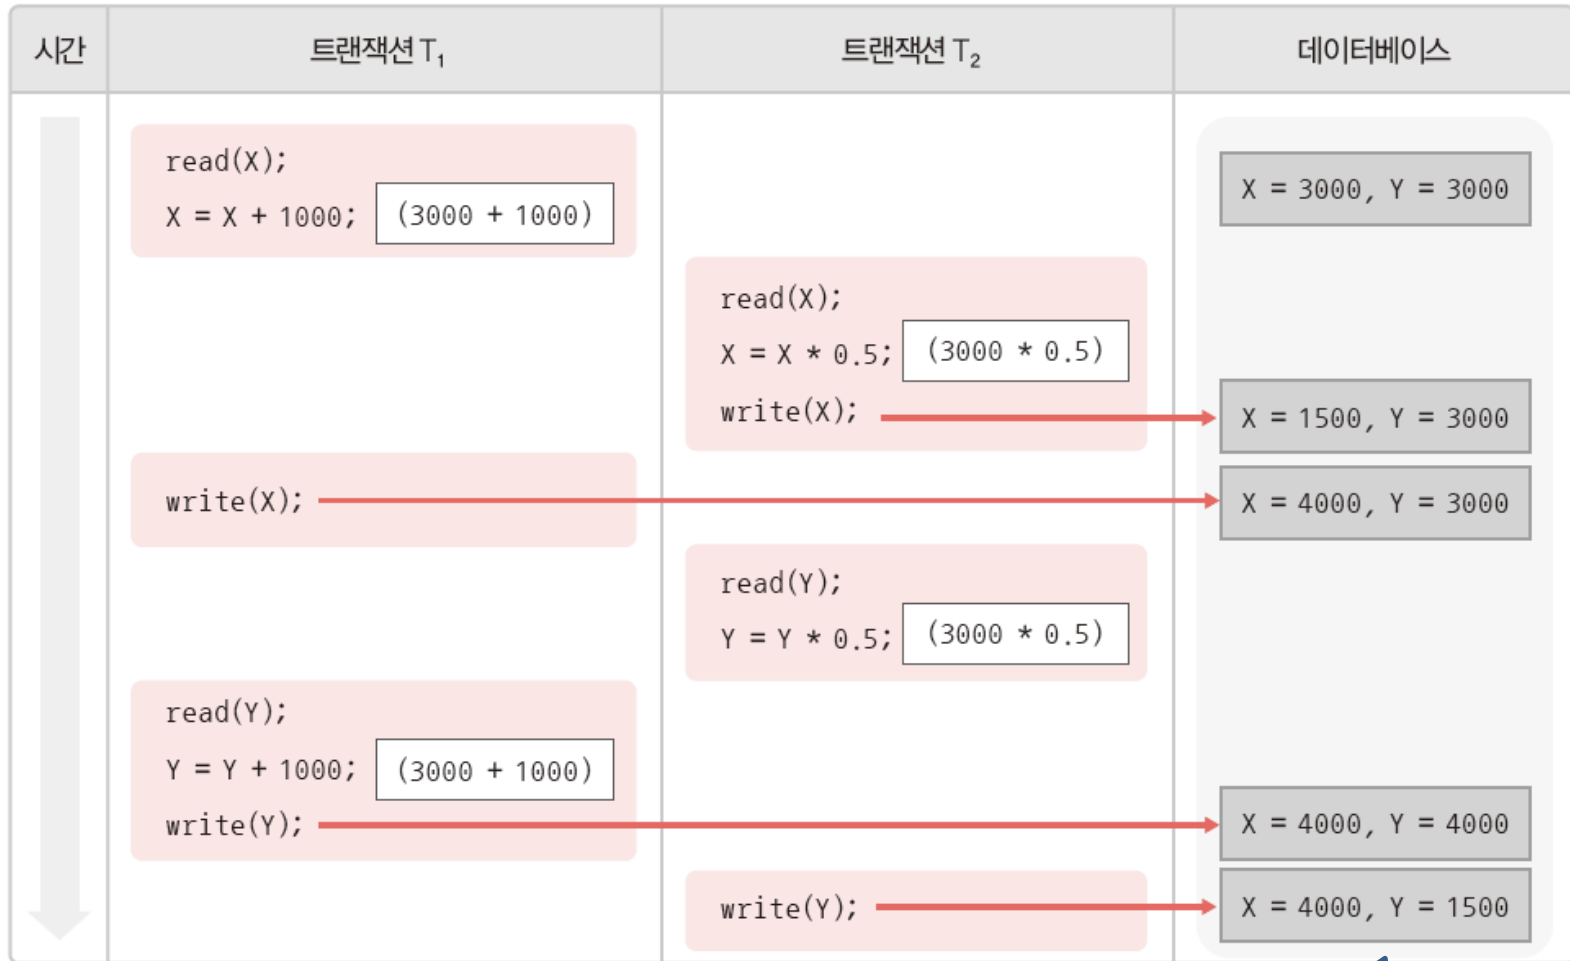 시간 트랜잭션 T₁ 트랜잭션 T₂ 데이터베이스
read(X);
X = X + 1000; (3000 + 1000)
X = 3000, Y = 3000
read(X);
X = X * 0.5; (3000 * 0.5)
write(X);
X = 1500, Y = 3000
write(X);
X = 4000, Y = 3000
read(Y);
Y = Y * 0.5; (3000 * 0.5)
read(Y);
Y = Y + 1000; (3000 + 1000)
write(Y);
X = 4000, Y = 4000
write(Y);
X = 4000, Y = 1500